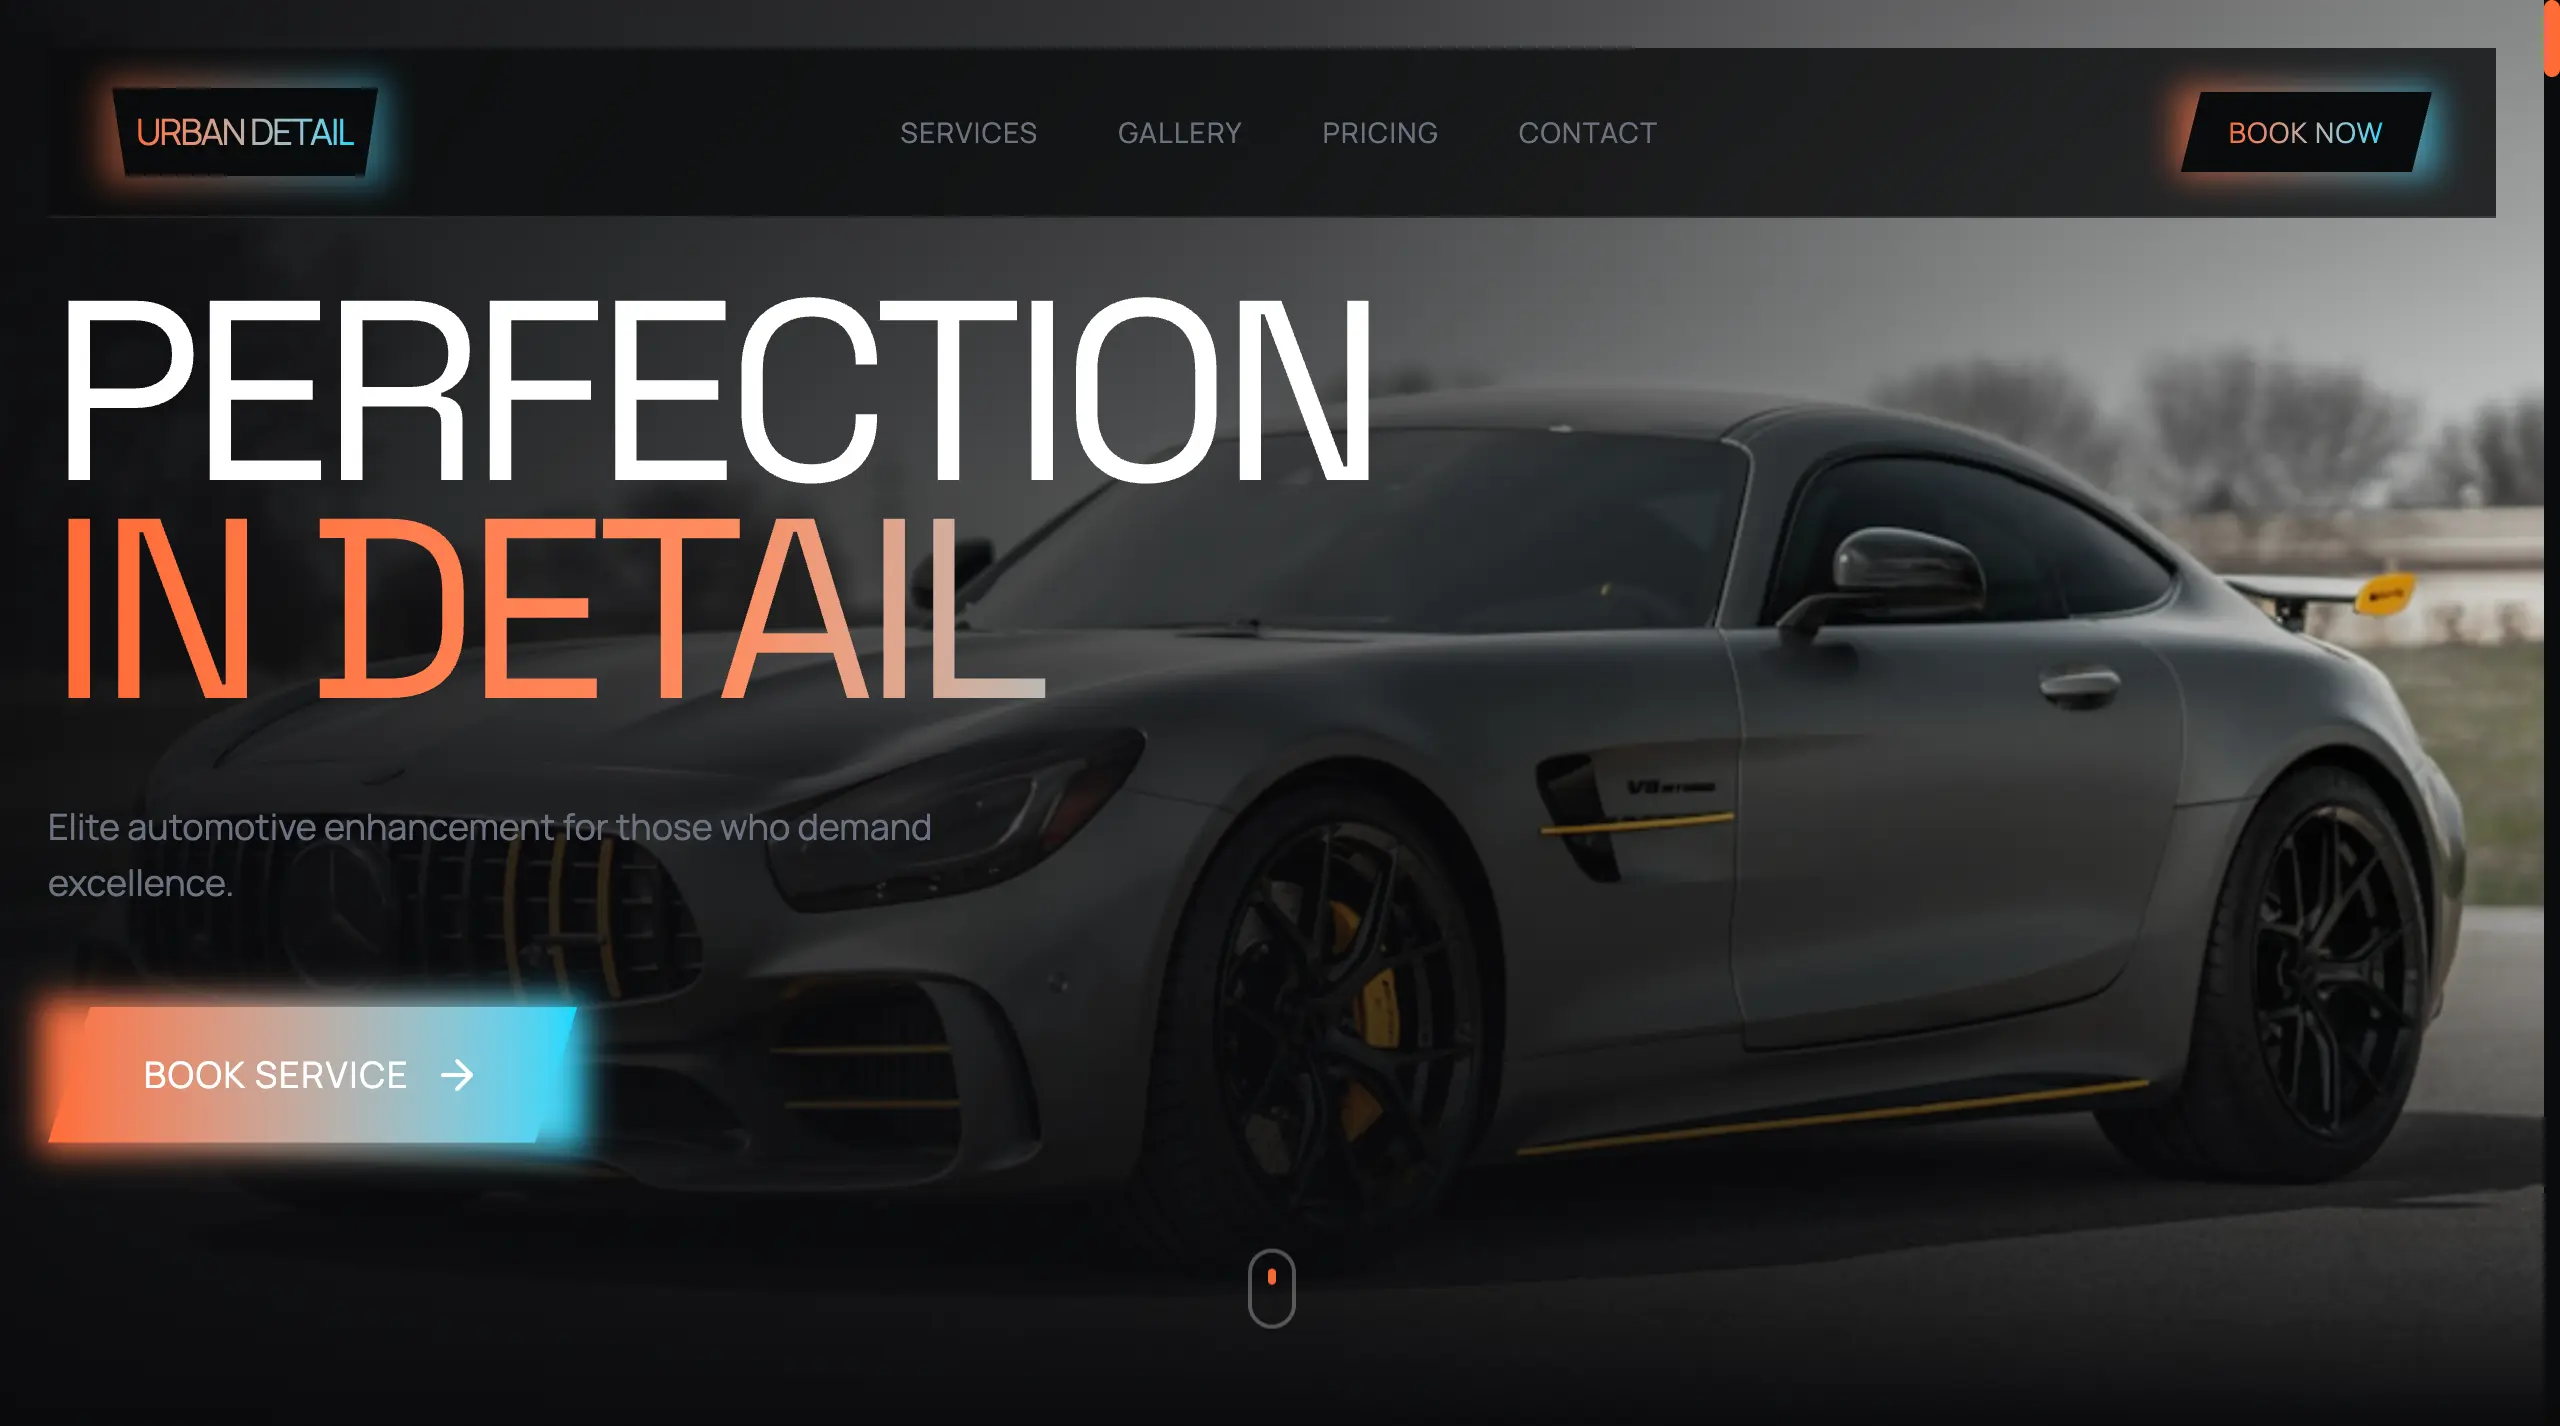 URBAN DETAIL
SERVICES GALLERY PRICING CONTACT
BOOK NOW
PERFECTION
IN DETAIL
Elite automotive enhancement for those who demand
excellence.
BOOK SERVICE
V8